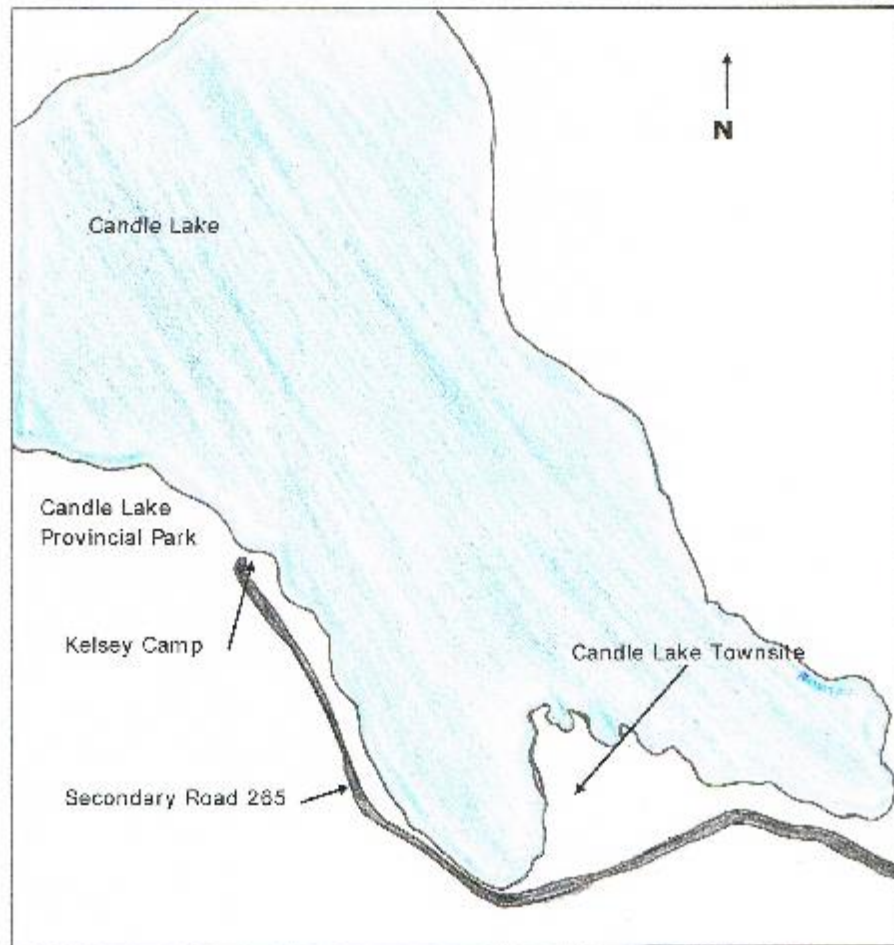 N
Candle Lake
Candle Lake
Provincial Park
Kelsey Camp
Candle Lake Townsite
Secondary Road 265